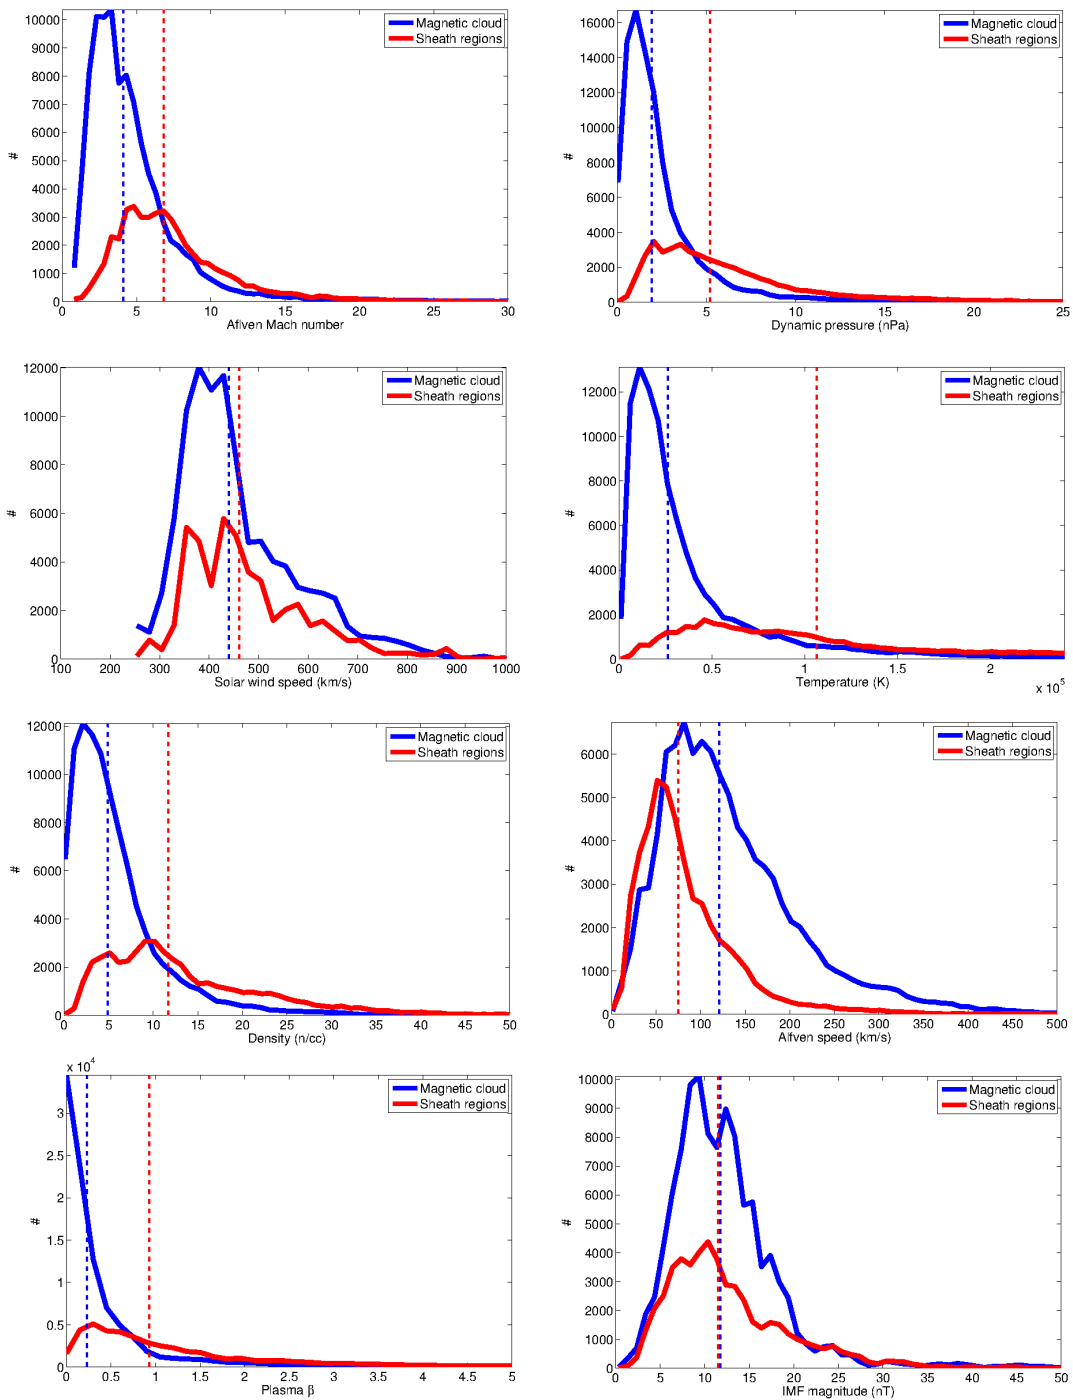 10000
9000
8000
7000
6000
5000
4000
3000
2000
1000
0
#
Magnetic cloud
Sheath regions
0 5 10 15 20 25 30
Aflven Mach number
16000
14000
12000
10000
8000
6000
4000
2000
0
#
Magnetic cloud
Sheath regions
0 5 10 15 20 25
Dynamic pressure (nPa)
12000
10000
8000
6000
4000
2000
0
#
Magnetic cloud
Sheath regions
100 200 300 400 500 600 700 800 900 1000
Solar wind speed (km/s)
12000
10000
8000
6000
4000
2000
0
#
Magnetic cloud
Sheath regions
0 0.5 1 1.5 2
Temperature (K)
x 10^5
12000
10000
8000
6000
4000
2000
0
#
Magnetic cloud
Sheath regions
0 5 10 15 20 25 30 35 40 45 50
Density (n/cc)
6000
5000
4000
3000
2000
1000
0
#
Magnetic cloud
Sheath regions
0 50 100 150 200 250 300 350 400 450 500
Alfven speed (km/s)
x 10^4
3
2.5
2
1.5
1
0.5
0
#
Magnetic cloud
Sheath regions
0 0.5 1 1.5 2 2.5 3 3.5 4 4.5 5
Plasma β
10000
9000
8000
7000
6000
5000
4000
3000
2000
1000
0
#
Magnetic cloud
Sheath regions
0 5 10 15 20 25 30 35 40 45 50
IMF magnitude (nT)